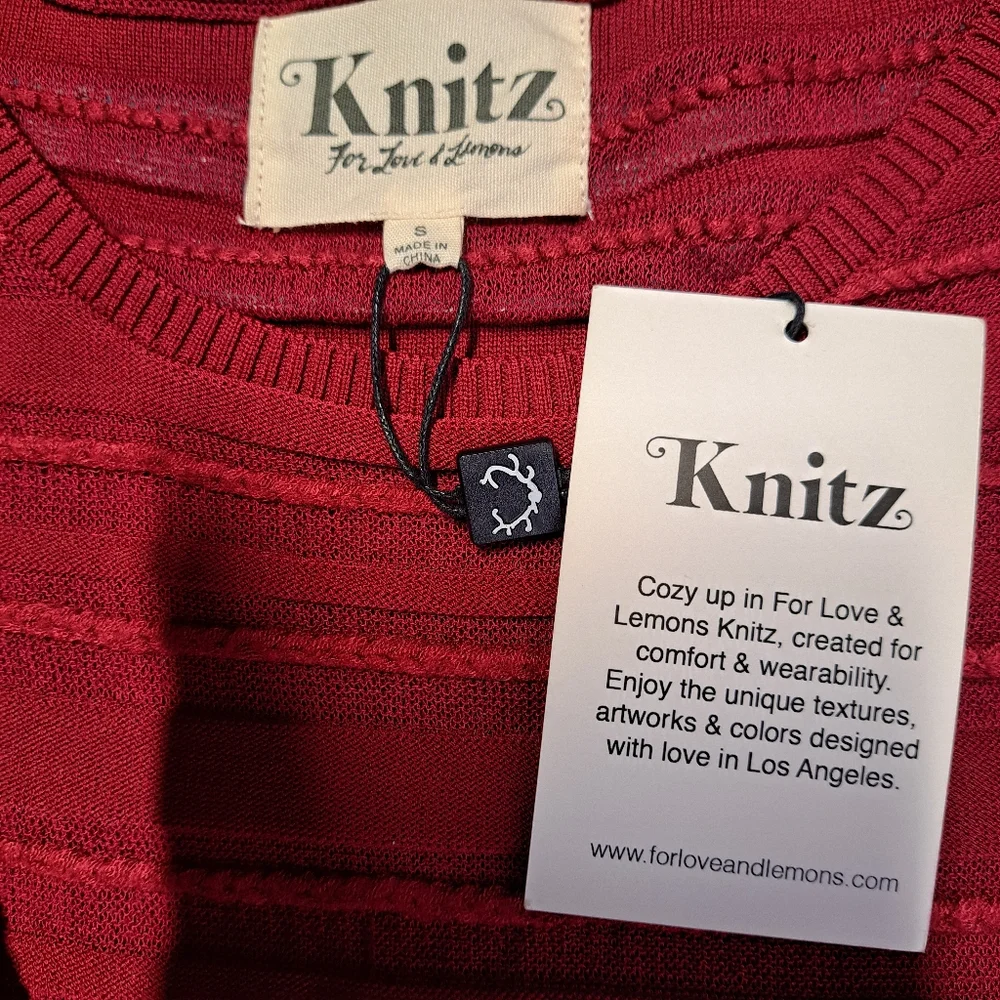 Knitz
For Love & Lemons
S
MADE IN
CHINA
Knitz
Cozy up in For Love &
Lemons Knitz, created for
comfort & wearability.
Enjoy the unique textures,
artworks & colors designed
with love in Los Angeles.
www.forloveandlemons.com